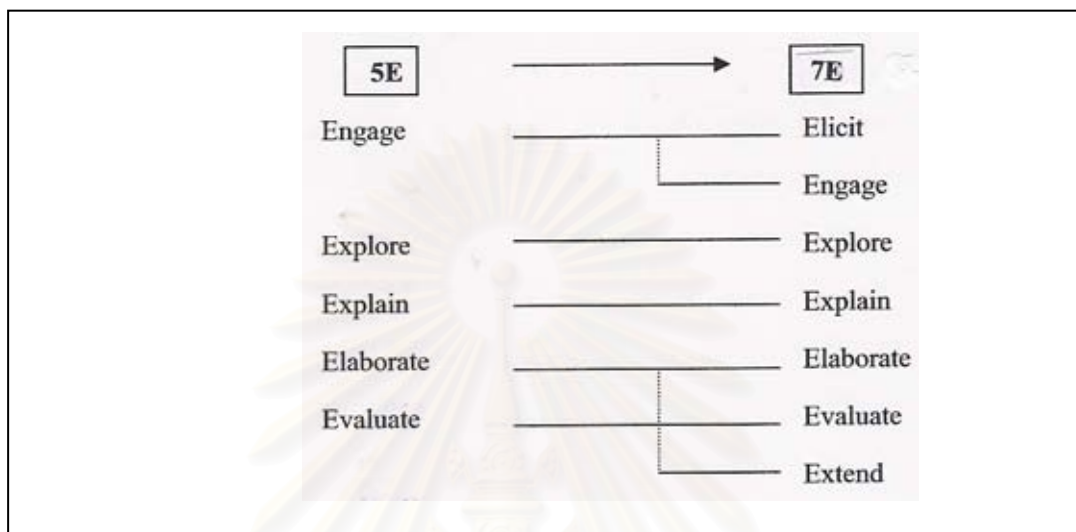 5E 7E
Engage Elicit
Engage
Explore Explore
Explain Explain
Elaborate Elaborate
Evaluate Evaluate
Extend